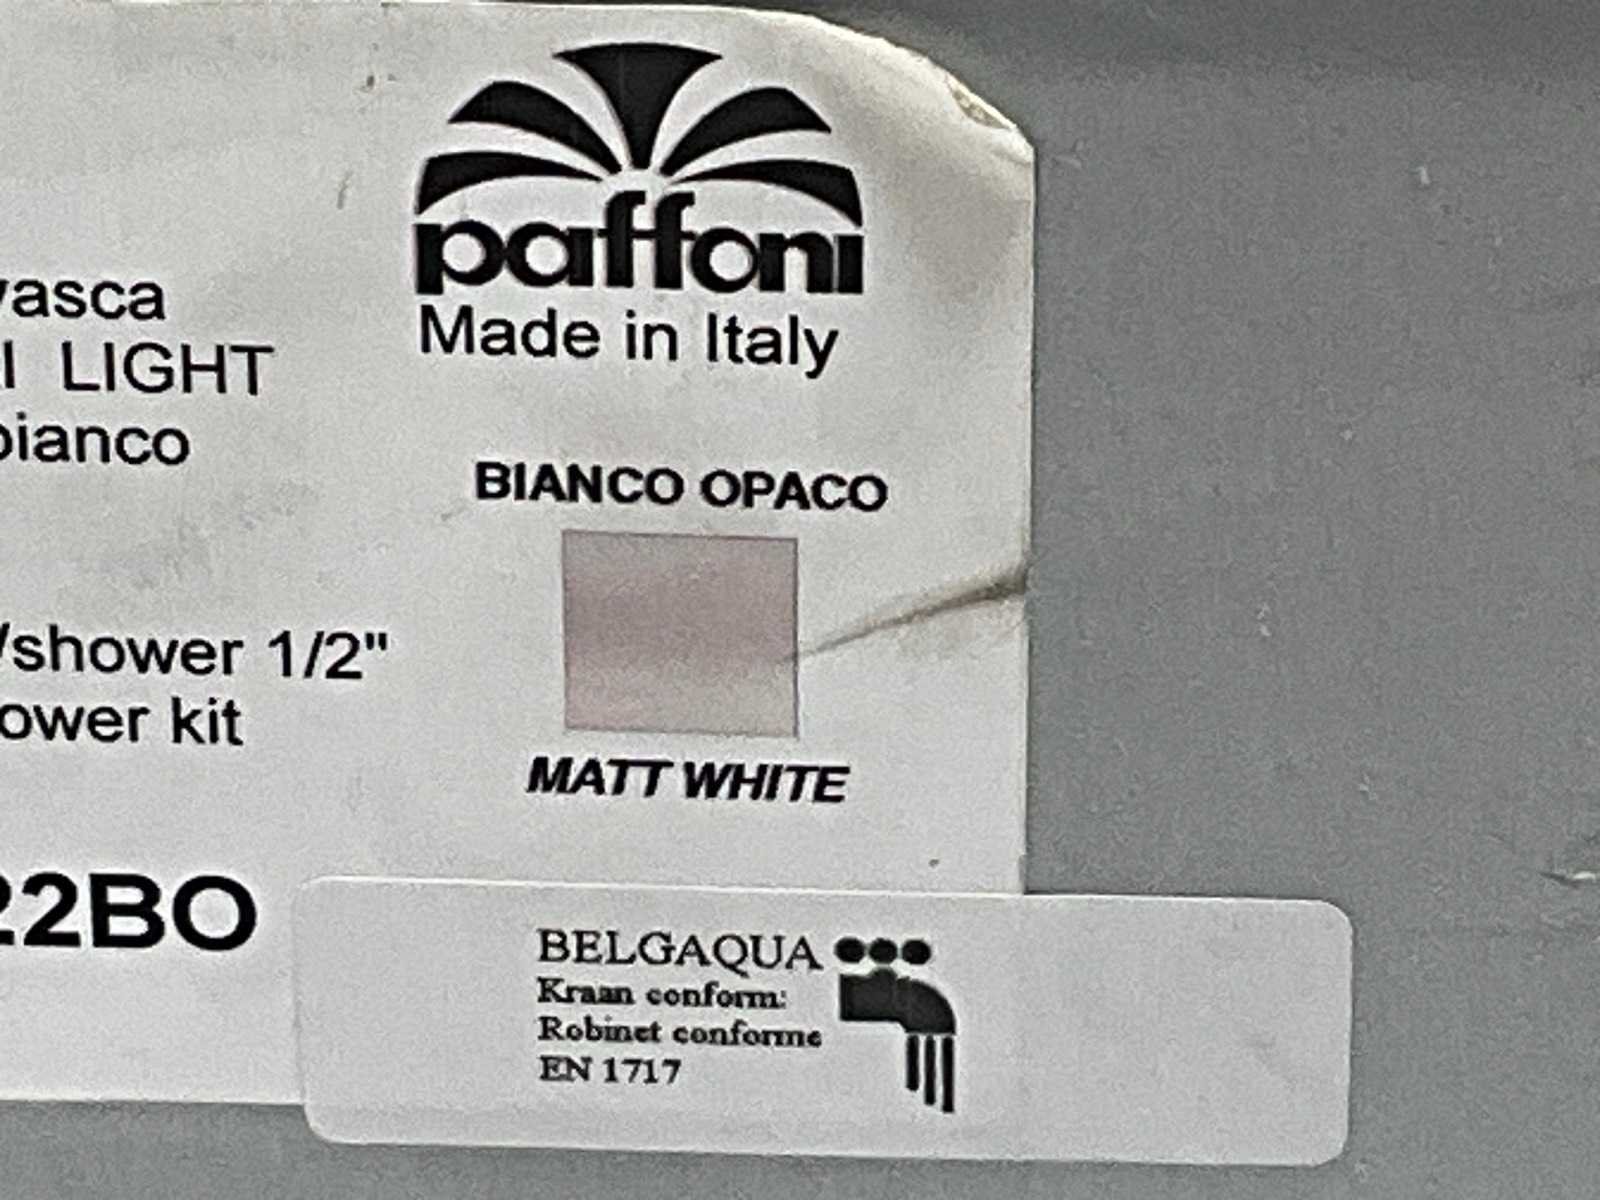 paffoni
Made in Italy
vasca
I LIGHT
bianco
BIANCO OPACO
/shower 1/2"
ower kit
MATT WHITE
22BO
BELGAQUA
Kraan conform:
Robinet conforme
EN 1717